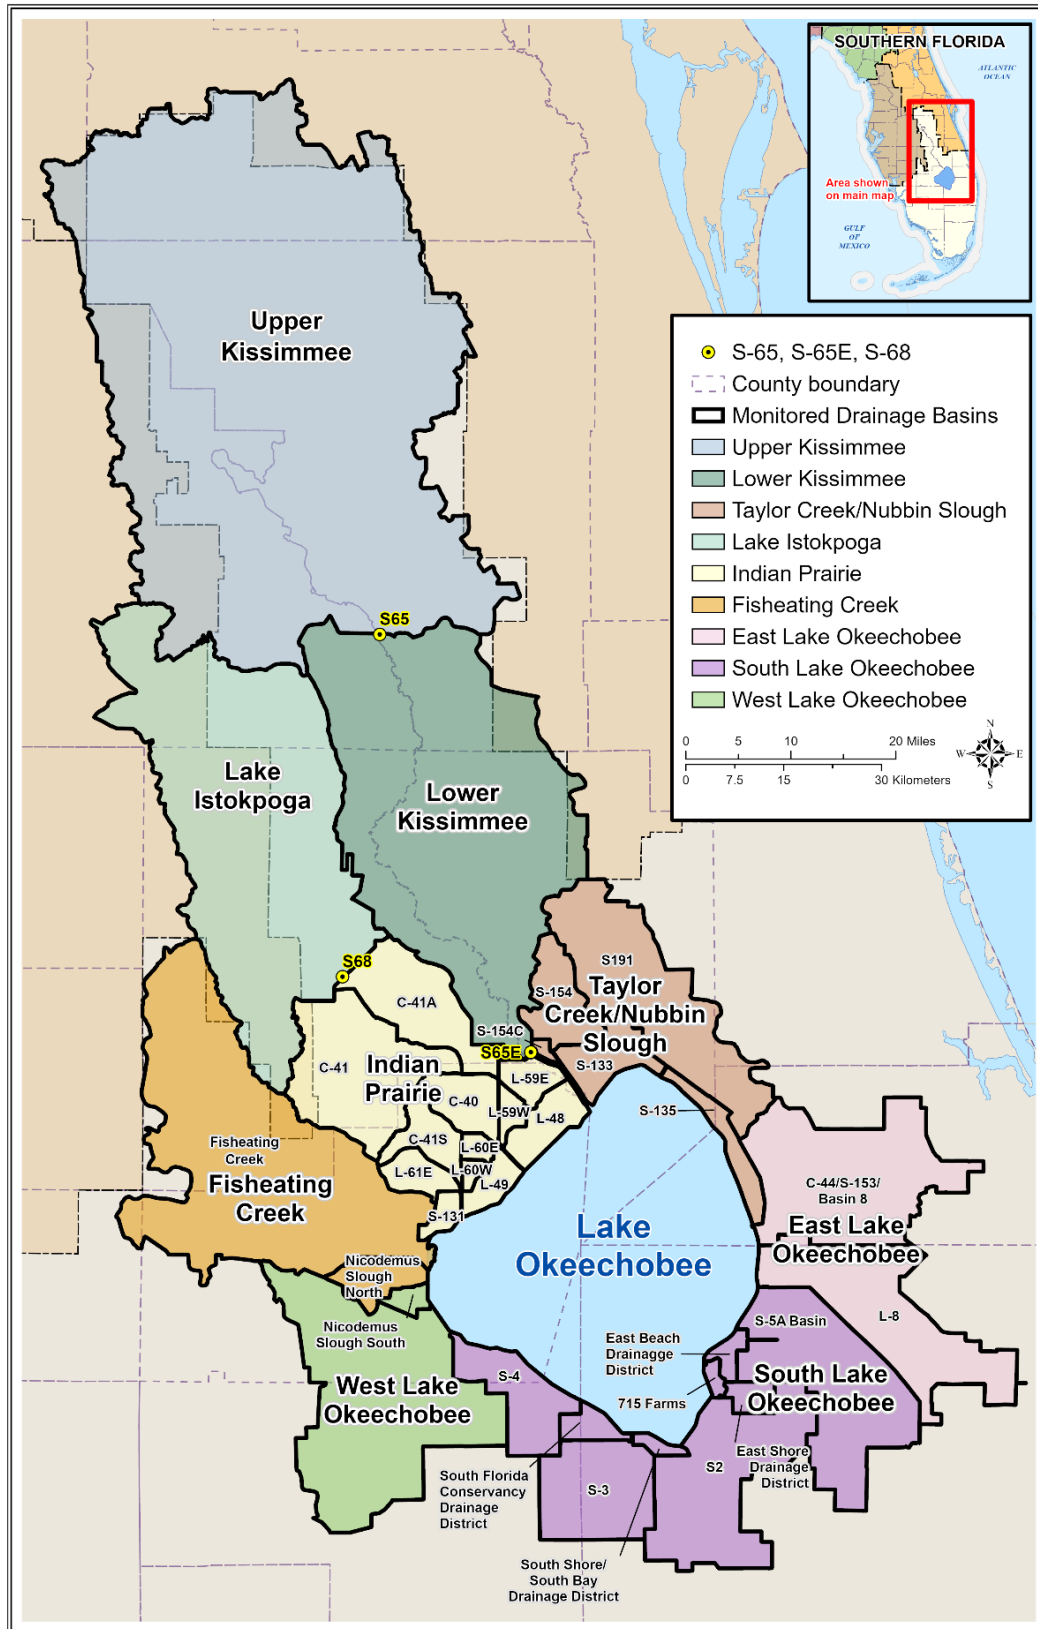 SOUTHERN FLORIDA
ATLANTIC
OCEAN
Area shown
on main map
GULF
OF
MEXICO
S-65, S-65E, S-68
County boundary
Monitored Drainage Basins
Upper Kissimmee
Lower Kissimmee
Taylor Creek/Nubbin Slough
Lake Istokpoga
Indian Prairie
Fisheating Creek
East Lake Okeechobee
South Lake Okeechobee
West Lake Okeechobee
0 5 10 20 Miles
0 7.5 15 30 Kilometers
N
W E
S
Upper
Kissimmee
S65
Lake
Istokpoga
Lower
Kissimmee
S68
S191
S-154
Taylor
Creek/Nubbin
Slough
C-41A
S-154C
S65E
S-133
C-41
Indian
Prairie
L-59E
C-40
L-59W
L-48
S-135
C-41S
L-60E
L-61E
L-60W
L-49
S-131
Fisheating
Creek
Fisheating
Creek
C-44/S-153/
Basin 8
East Lake
Okeechobee
Lake
Okeechobee
Nicodemus
Slough
North
Nicodemus
Slough South
L-8
S-5A Basin
East Beach
Drainagge
District
S-4
West Lake
Okeechobee
South Lake
Okeechobee
715 Farms
East Shore
Drainage
District
S2
South Florida
Conservancy
Drainage
District
S-3
South Shore/
South Bay
Drainage District